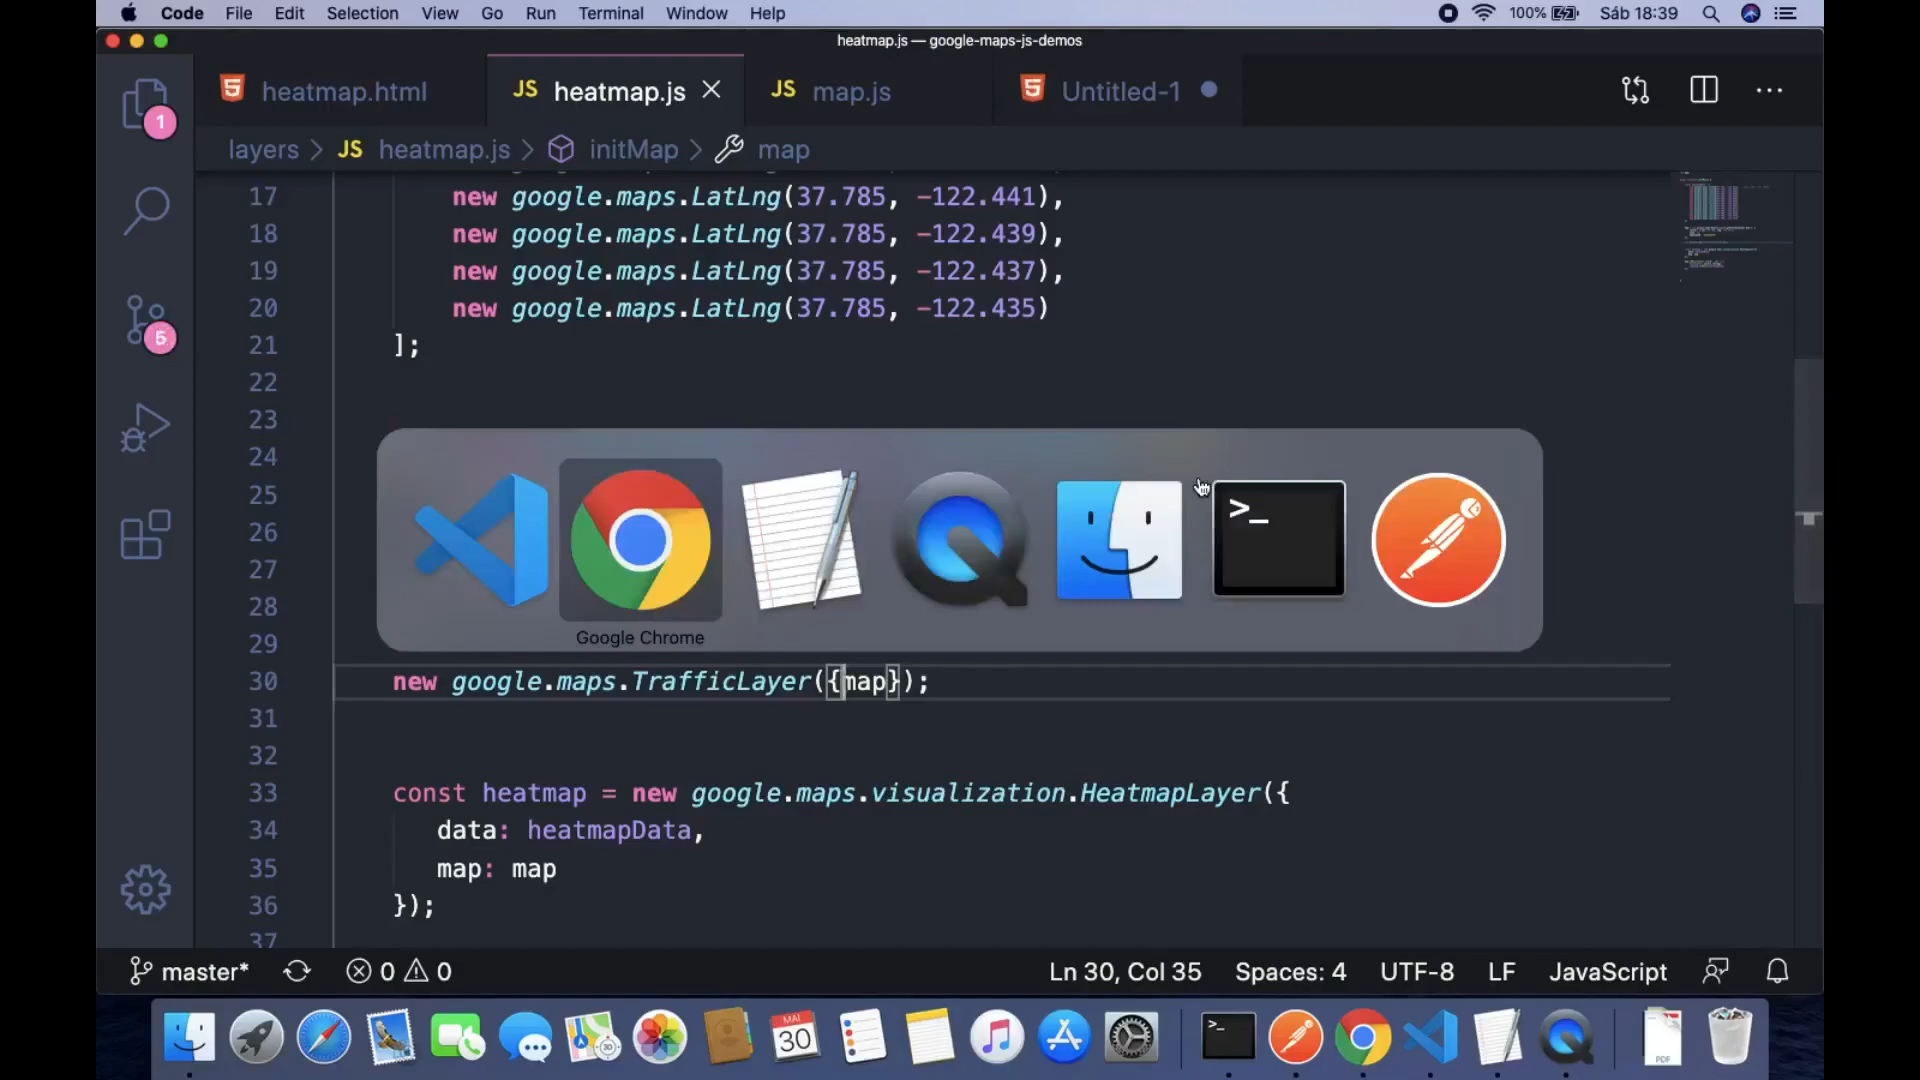 Code File Edit Selection View Go Run Terminal Window Help 100% Sáb 18:39
heatmap.js — google-maps-js-demos
heatmap.html JS heatmap.js JS map.js Untitled-1
layers > JS heatmap.js > initMap > map
1
5
17 new google.maps.LatLng(37.785, -122.441),
18 new google.maps.LatLng(37.785, -122.439),
19 new google.maps.LatLng(37.785, -122.437),
20 new google.maps.LatLng(37.785, -122.435)
21 ];
22
23
24
25
26
27
28
29
Google Chrome
30 new google.maps.TrafficLayer({map});
31
32
33 const heatmap = new google.maps.visualization.HeatmapLayer({
34 data: heatmapData,
35 map: map
36 });
37
master* 0 0 Ln 30, Col 35 Spaces: 4 UTF-8 LF JavaScript
MAI
30
PDF